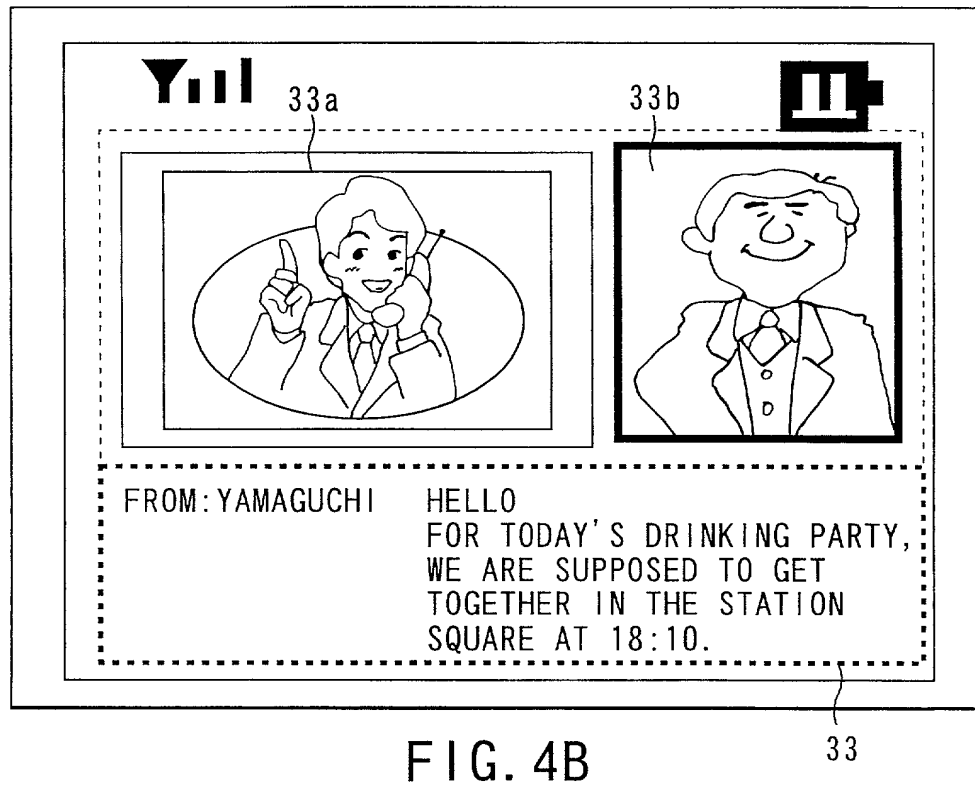 33a
33b
FROM:YAMAGUCHI
HELLO
FOR TODAY'S DRINKING PARTY,
WE ARE SUPPOSED TO GET
TOGETHER IN THE STATION
SQUARE AT 18:10.
33
FIG. 4B